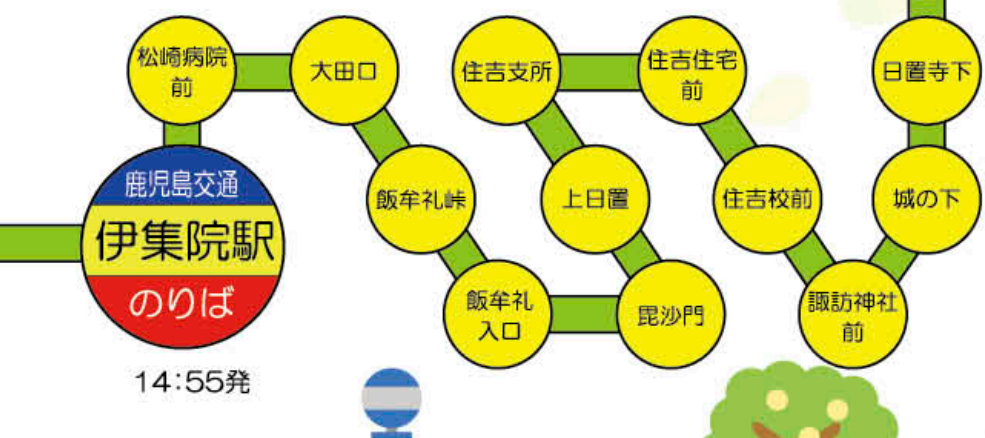 松崎病院
前
大田口
住吉支所
住吉住宅
前
日置寺下
鹿児島交通
伊集院駅
のりば
飯牟礼峠
上日置
住吉校前
城の下
飯牟礼
入口
毘沙門
諏訪神社
前
14:55発